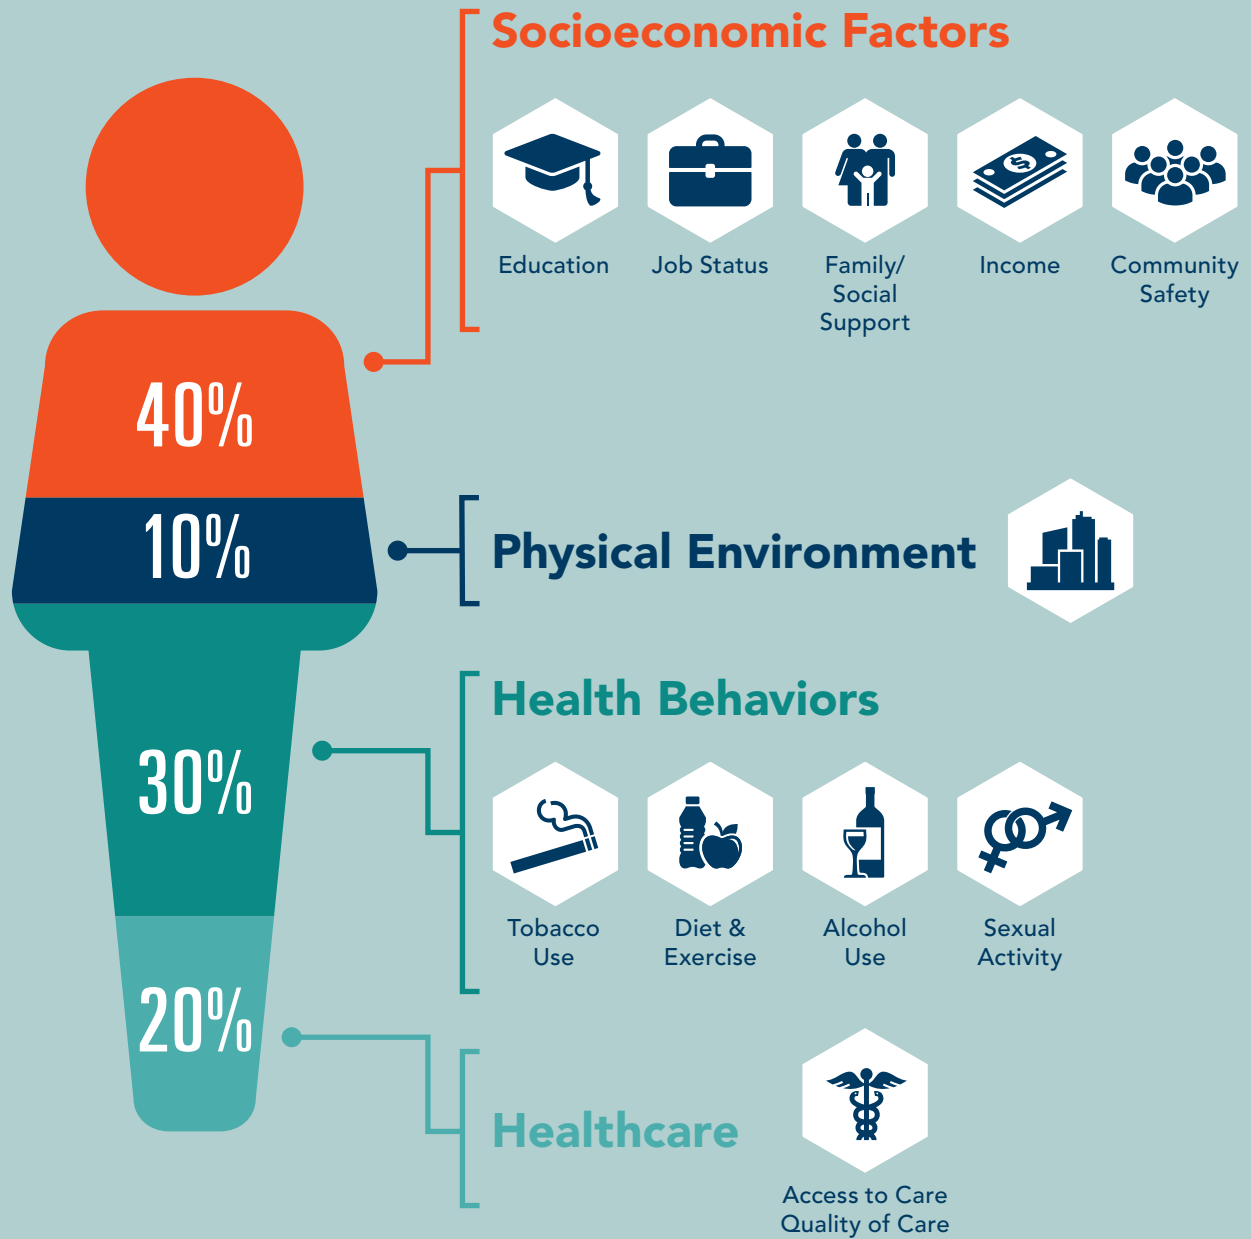 Socioeconomic Factors
Education
Job Status
Family/
Social
Support
Income
Community
Safety
40%
10%
Physical Environment
Health Behaviors
30%
Tobacco
Use
Diet &
Exercise
Alcohol
Use
Sexual
Activity
20%
Healthcare
Access to Care
Quality of Care